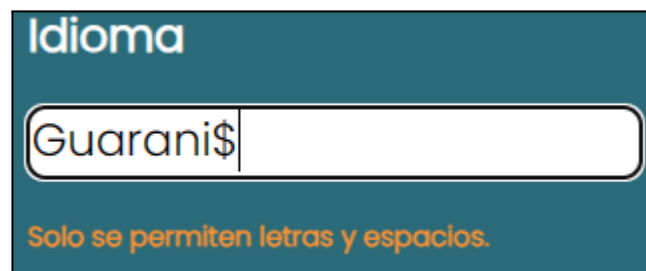 Idioma
Guarani$
Solo se permiten letras y espacios.